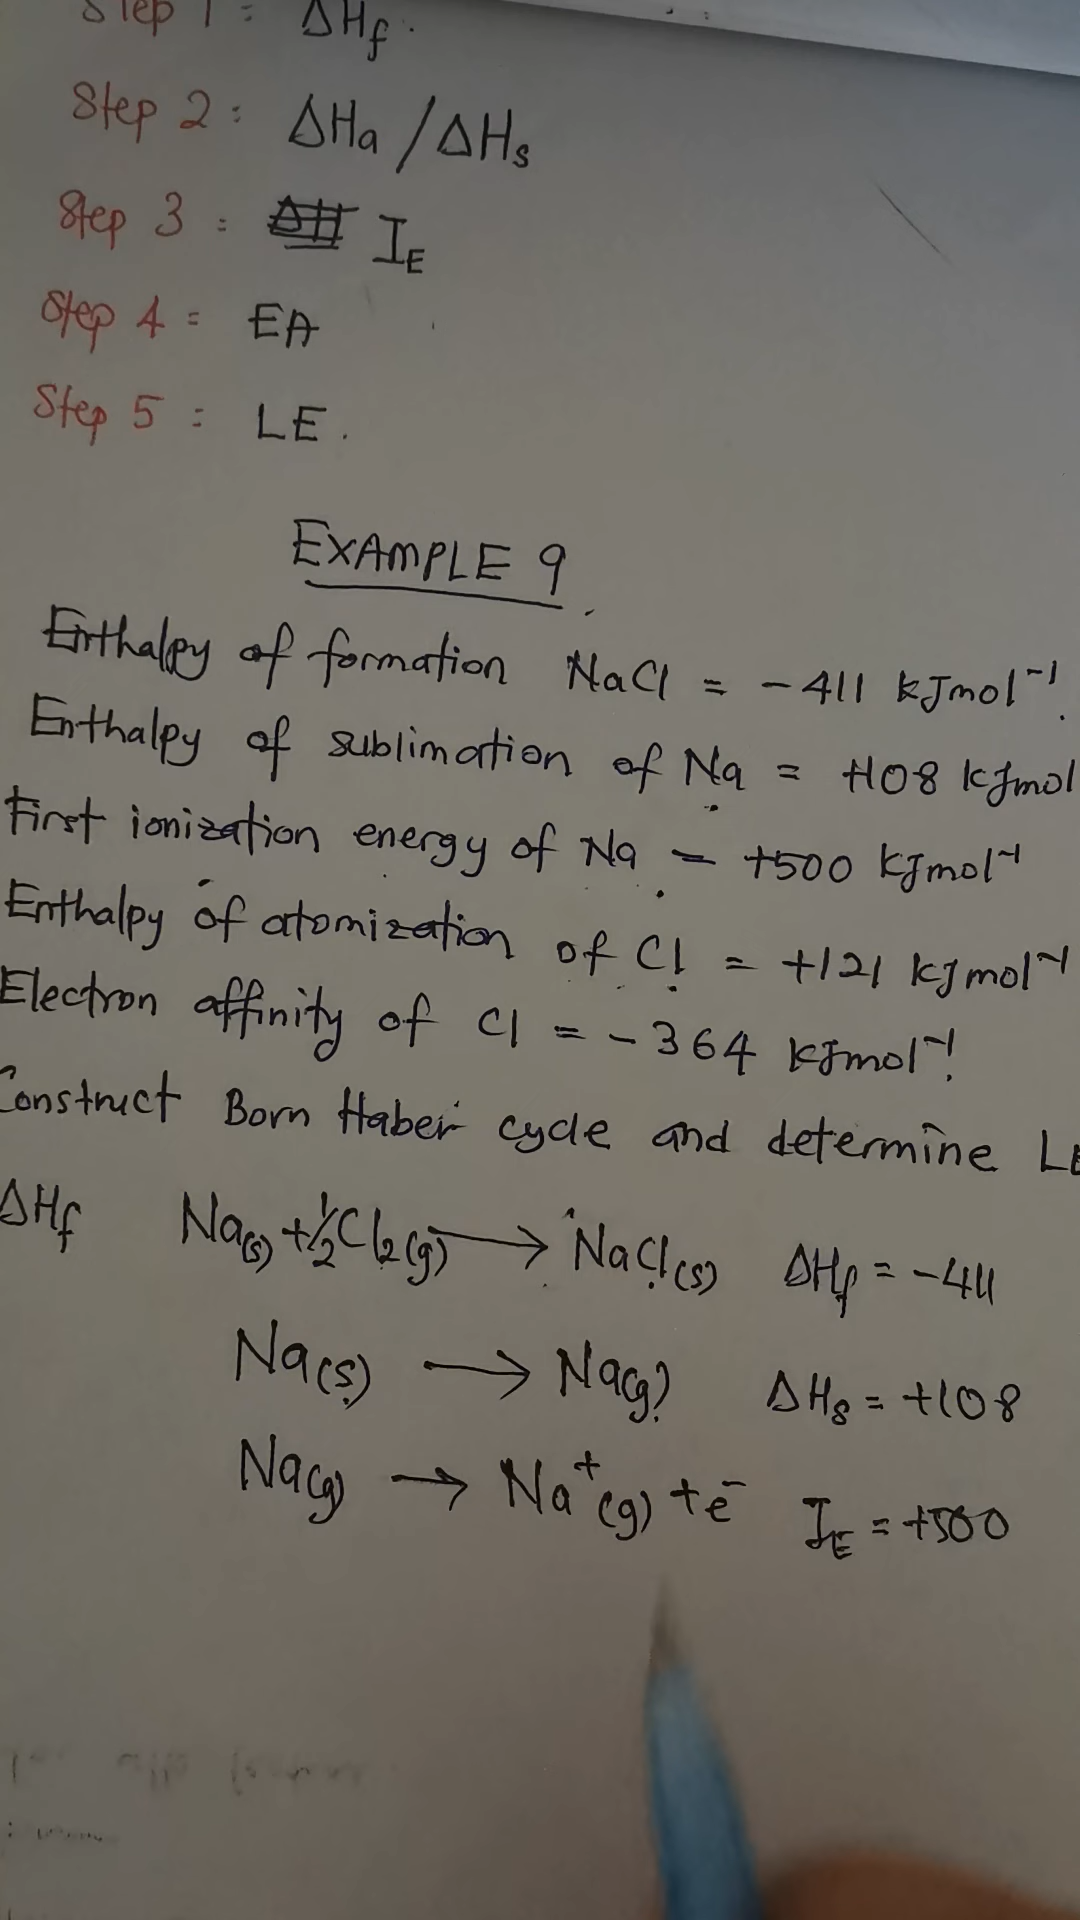 Step 1 = ΔHf.
Step 2: ΔHa /ΔHs
Step 3 = IE
Step 4 = EA
Step 5 = LE.
EXAMPLE 9.
Enthalpy of formation NaCl = -411 kJmol⁻¹.
Enthalpy of sublimation of Na = +108 kJmol
First ionization energy of Na = +500 kJmol⁻¹
Enthalpy of atomization of Cl = +121 kJmol⁻¹
Electron affinity of Cl = -364 kJmol⁻¹.
Construct Born Haber cycle and determine LE
ΔHf Na(s) + ½Cl₂(g) → NaCl(s) ΔHf = -411
Na(s) → Na(g) ΔHs = +108
Na(g) → Na⁺(g) + e⁻ IE = +500